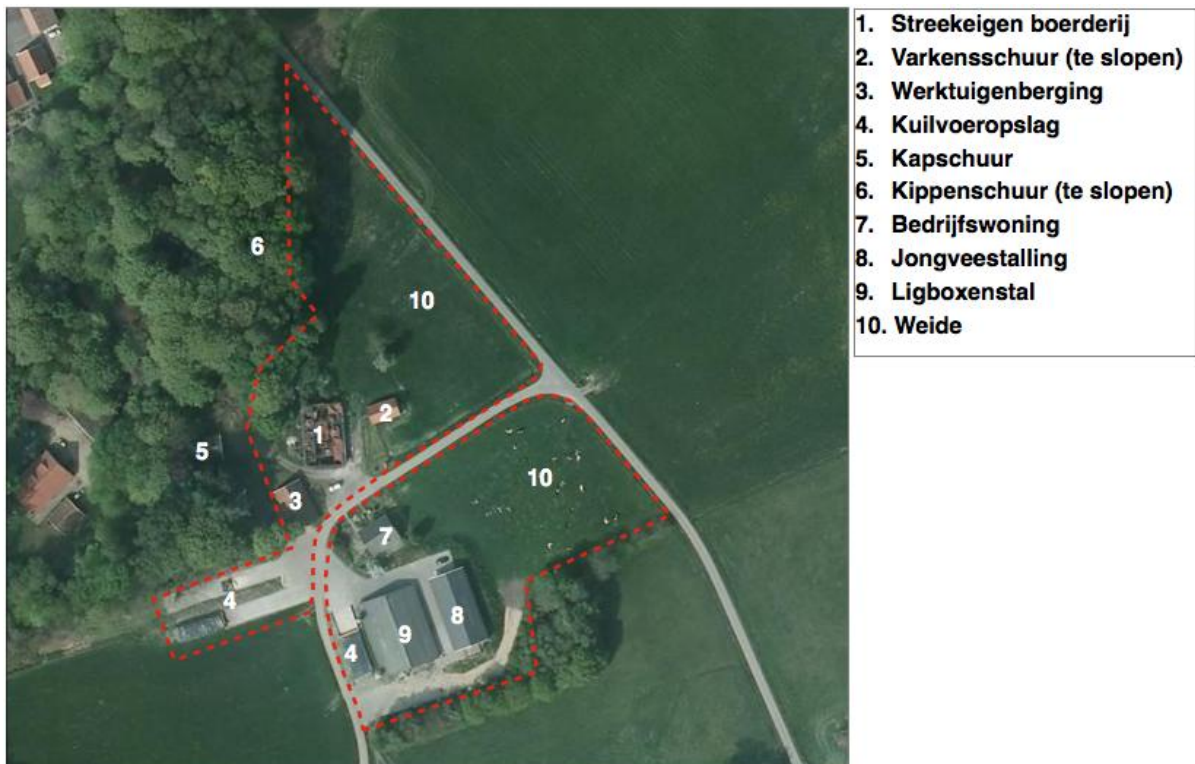 1. Streekeigen boerderij
2. Varkensschuur (te slopen)
3. Werktuigenberging
4. Kuilvoeropslag
5. Kapschuur
6. Kippenschuur (te slopen)
7. Bedrijfswoning
8. Jongveestalling
9. Ligboxenstal
10. Weide
6
10
2
1
5
10
3
7
4
8
9
4